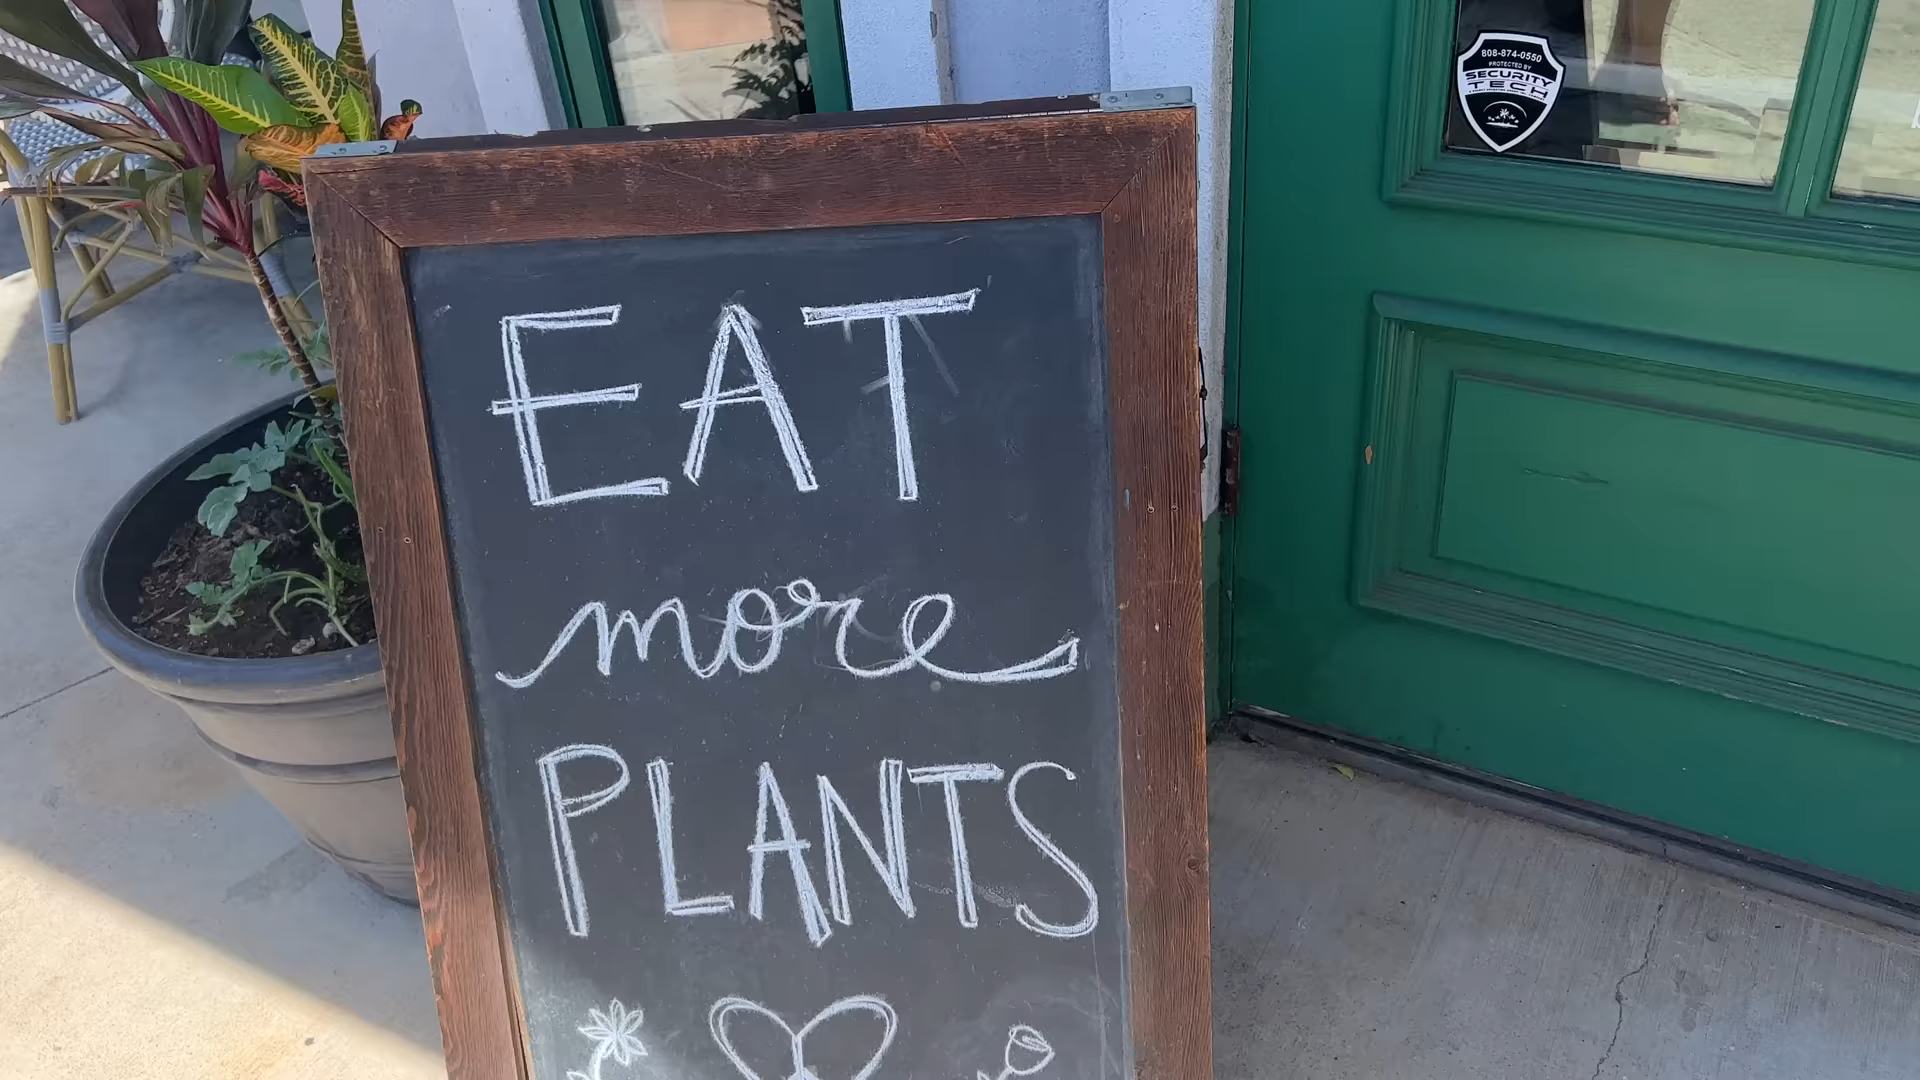 EAT
more
PLANTS
808-874-0550
PROTECTED BY
SECURITY
TECH